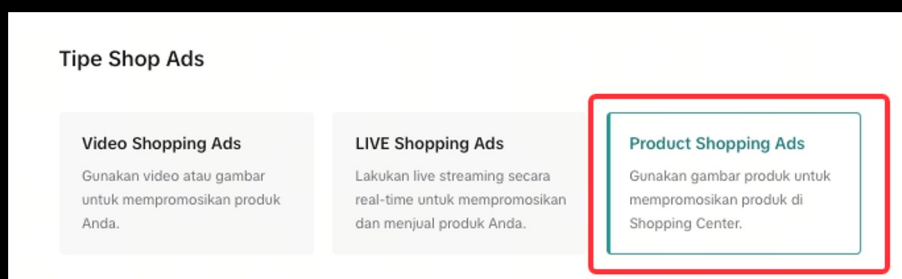 Tipe Shop Ads
Video Shopping Ads
Gunakan video atau gambar
untuk mempromosikan produk
Anda.
LIVE Shopping Ads
Lakukan live streaming secara
real-time untuk mempromosikan
dan menjual produk Anda.
Product Shopping Ads
Gunakan gambar produk untuk
mempromosikan produk di
Shopping Center.